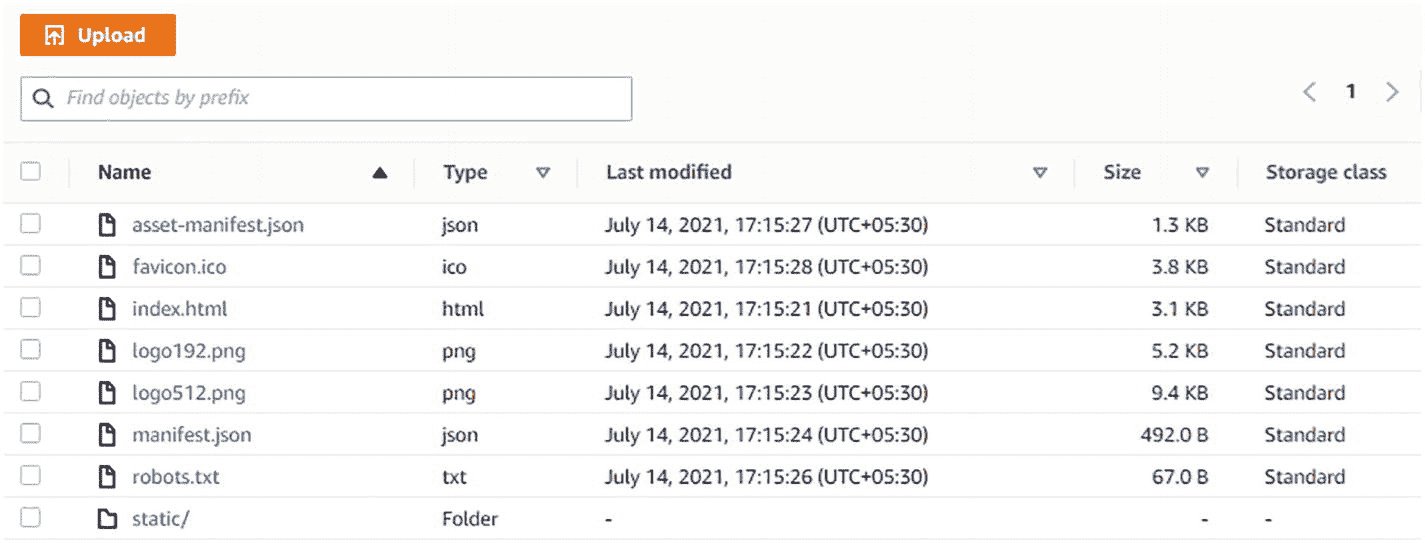 Upload
Find objects by prefix
1
Name Type Last modified Size Storage class
asset-manifest.json json July 14, 2021, 17:15:27 (UTC+05:30) 1.3 KB Standard
favicon.ico ico July 14, 2021, 17:15:28 (UTC+05:30) 3.8 KB Standard
index.html html July 14, 2021, 17:15:21 (UTC+05:30) 3.1 KB Standard
logo192.png png July 14, 2021, 17:15:22 (UTC+05:30) 5.2 KB Standard
logo512.png png July 14, 2021, 17:15:23 (UTC+05:30) 9.4 KB Standard
manifest.json json July 14, 2021, 17:15:24 (UTC+05:30) 492.0 B Standard
robots.txt txt July 14, 2021, 17:15:26 (UTC+05:30) 67.0 B Standard
static/ Folder - - -